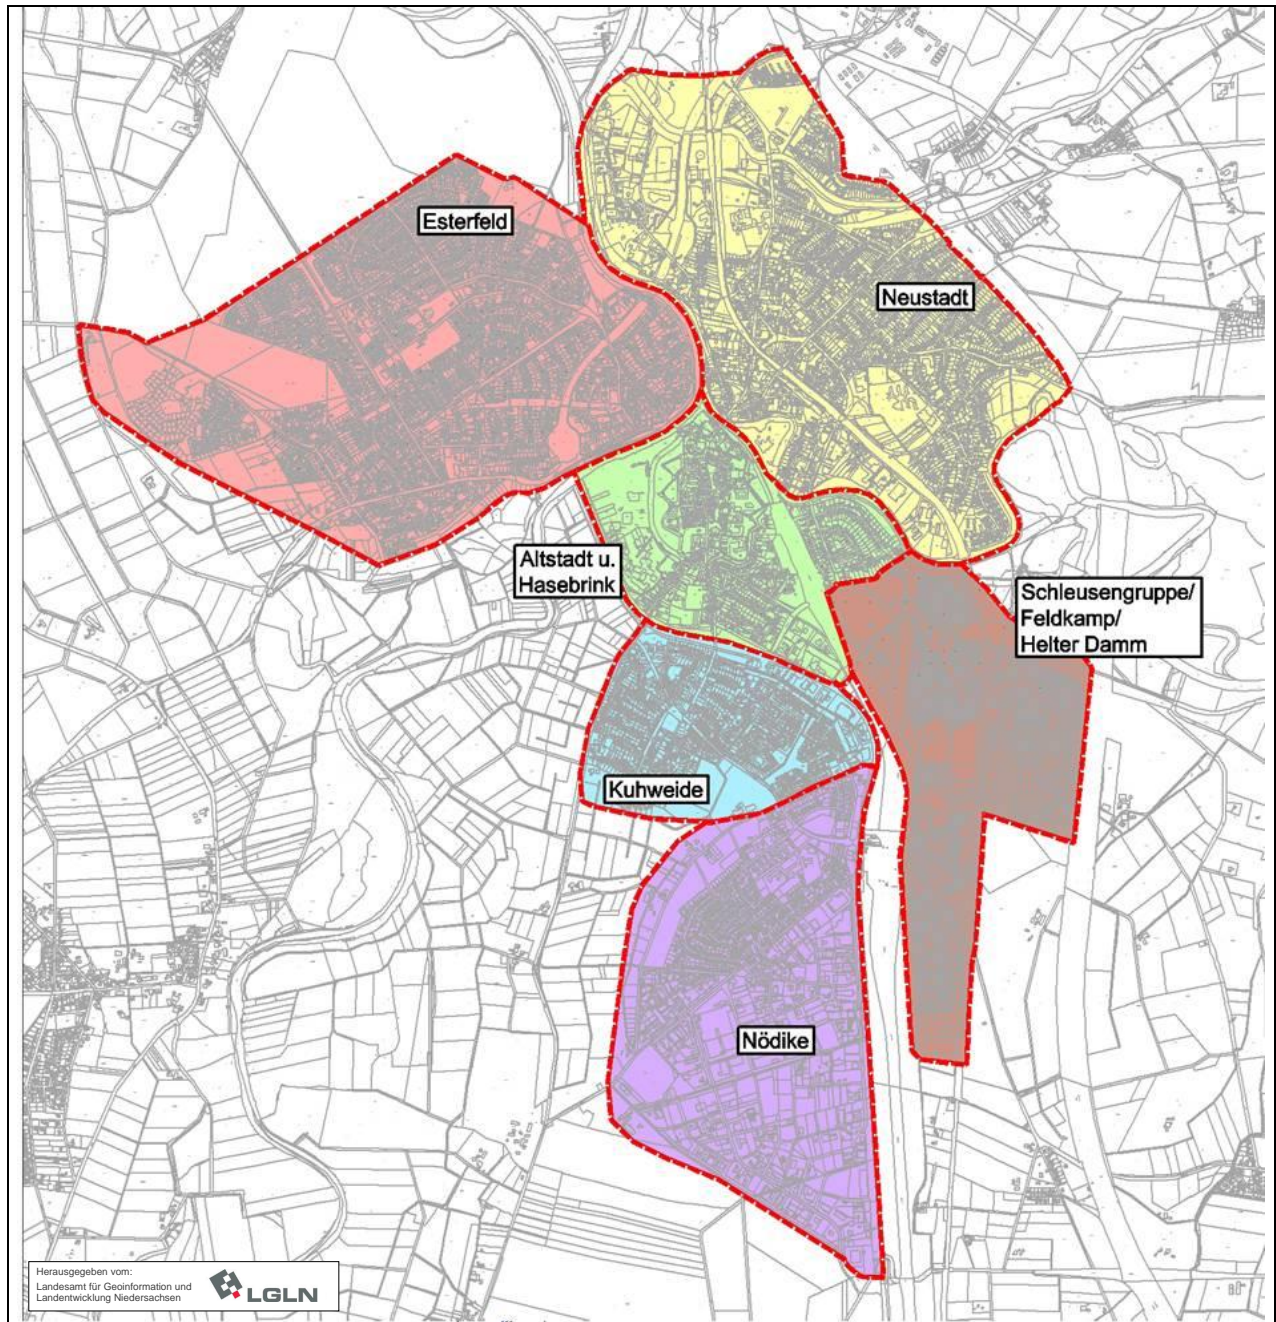 Esterfeld
Neustadt
Altstadt u.
Hasebrink
Schleusengruppe/
Feldkamp/
Helter Damm
Kuhweide
Nödike
Herausgegeben vom:
Landesamt für Geoinformation und
Landentwicklung Niedersachsen
LGLN